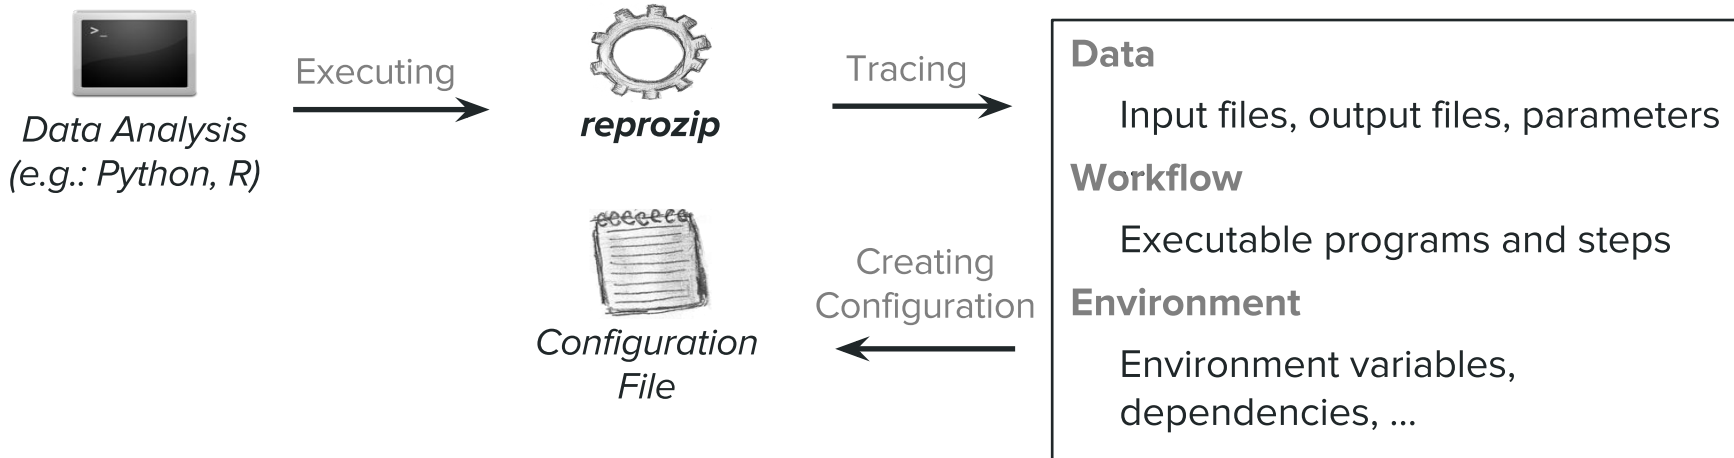 >_
Data Analysis
(e.g.: Python, R)
Executing
reprozip
Tracing
Data
Input files, output files, parameters
Workflow
Executable programs and steps
Environment
Environment variables,
dependencies, ...
Creating
Configuration
Configuration
File